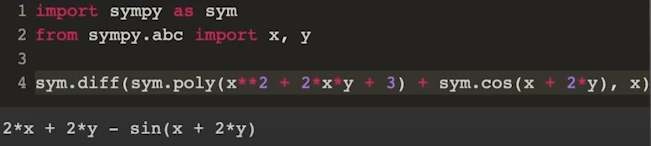 1 import sympy as sym
2 from sympy.abc import x, y
3
4 sym.diff(sym.poly(x**2 + 2*x*y + 3) + sym.cos(x + 2*y), x)
2*x + 2*y - sin(x + 2*y)